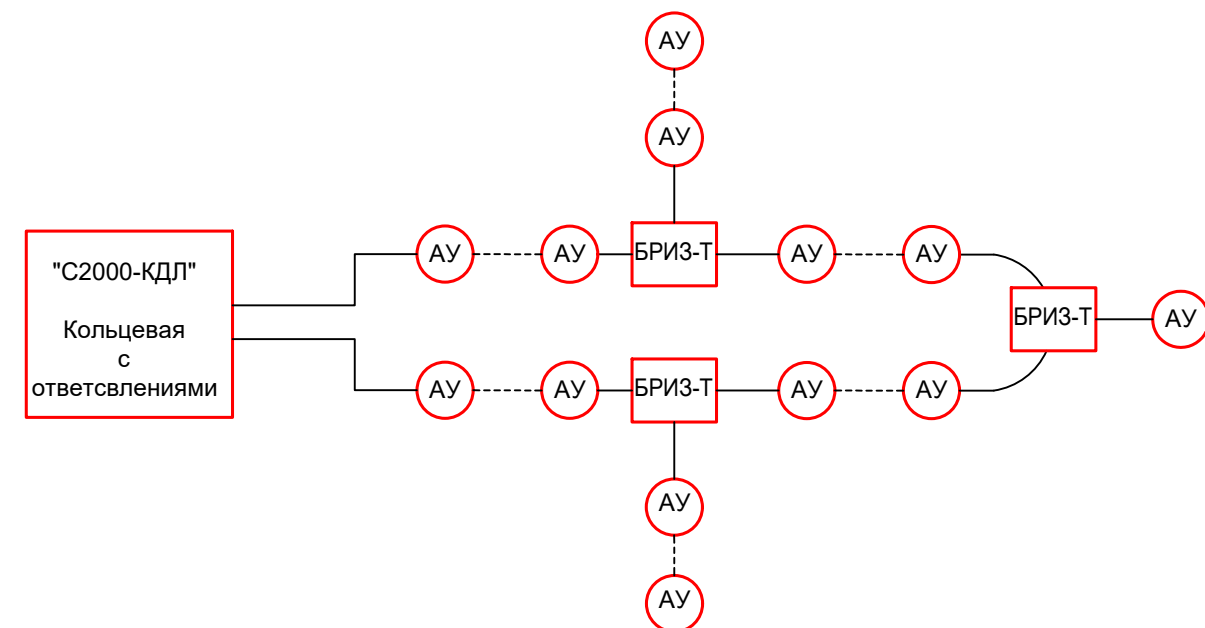 АУ
АУ
"С2000-КДЛ"
Кольцевая
с
ответсвлениями
АУ
АУ
БРИЗ-Т
АУ
АУ
БРИЗ-Т
АУ
АУ
АУ
БРИЗ-Т
АУ
АУ
АУ
АУ